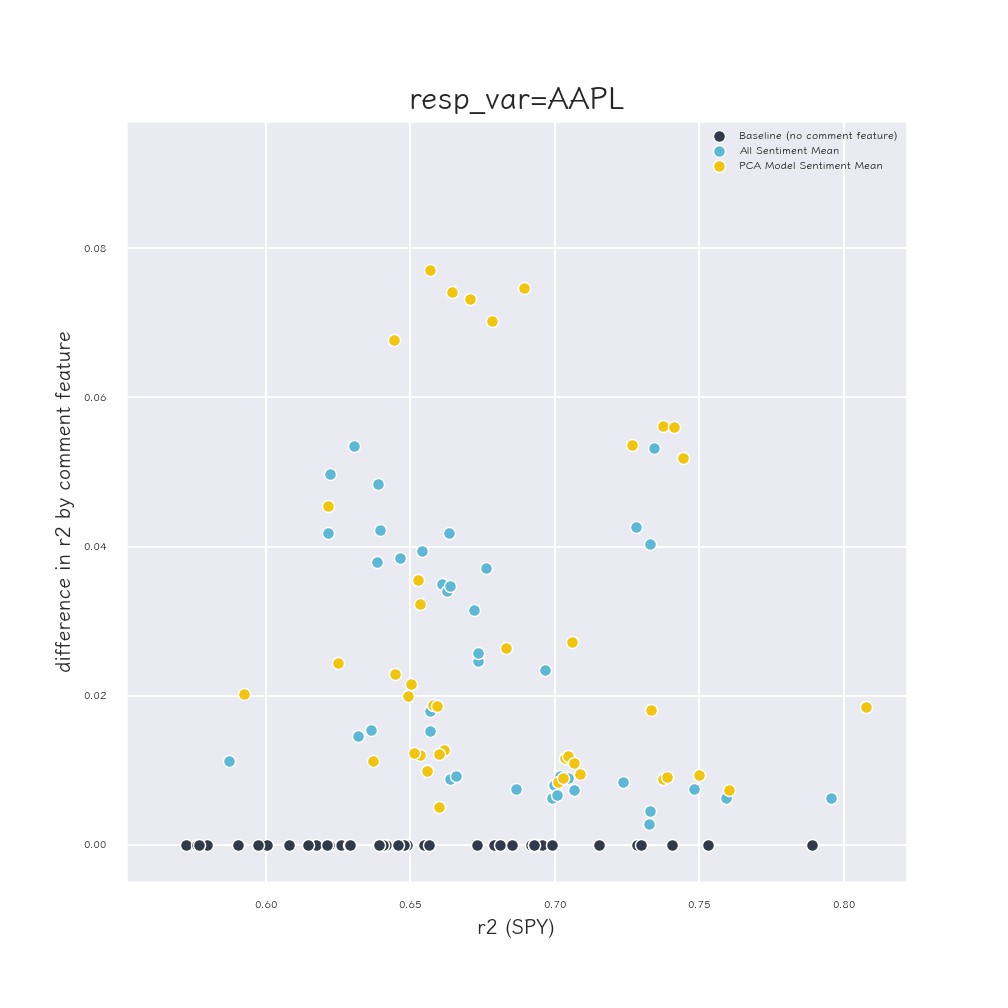 resp_var=AAPL
Baseline (no comment feature)
All Sentiment Mean
PCA Model Sentiment Mean
0.08
0.06
0.04
0.02
0.00
difference in r2 by comment feature
0.60
0.65
0.70
0.75
0.80
r2 (SPY)